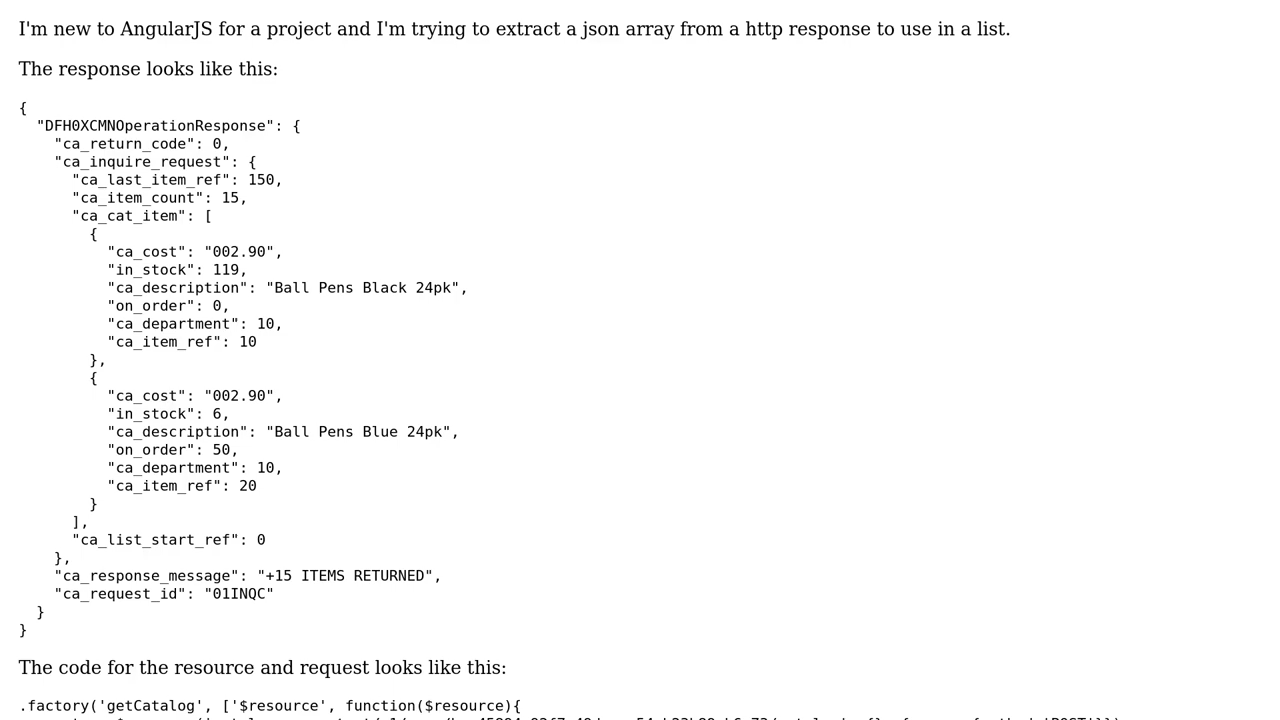 I'm new to AngularJS for a project and I'm trying to extract a json array from a http response to use in a list.
The response looks like this:
{
  "DFH0XCMNOperationResponse": {
    "ca_return_code": 0,
    "ca_inquire_request": {
      "ca_last_item_ref": 150,
      "ca_item_count": 15,
      "ca_cat_item": [
        {
          "ca_cost": "002.90",
          "in_stock": 119,
          "ca_description": "Ball Pens Black 24pk",
          "on_order": 0,
          "ca_department": 10,
          "ca_item_ref": 10
        },
        {
          "ca_cost": "002.90",
          "in_stock": 6,
          "ca_description": "Ball Pens Blue 24pk",
          "on_order": 50,
          "ca_department": 10,
          "ca_item_ref": 20
        }
      ],
      "ca_list_start_ref": 0
    },
    "ca_response_message": "+15 ITEMS RETURNED",
    "ca_request_id": "01INQC"
  }
}
The code for the resource and request looks like this:
.factory('getCatalog', ['$resource', function($resource){